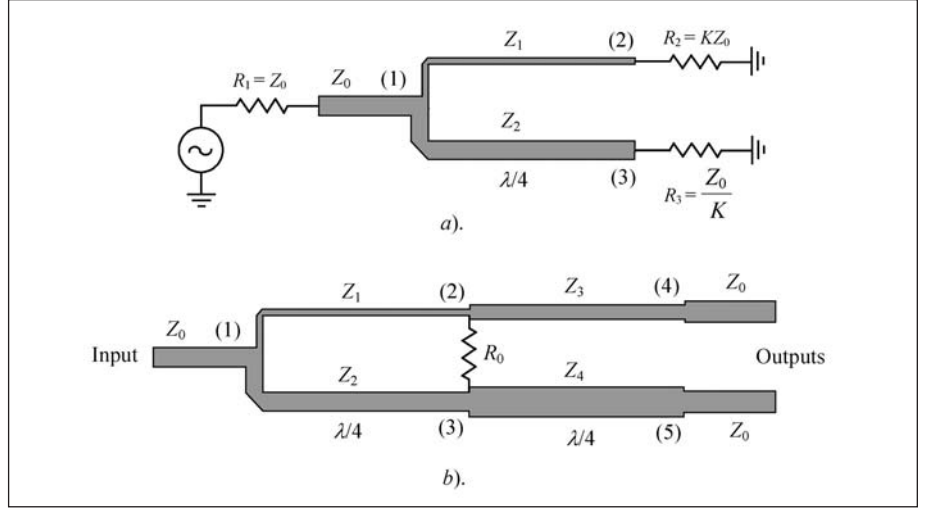 Z₁ (2) R₂ = KZ₀
R₁ = Z₀ Z₀ (1)
Z₂
λ/4 (3) R₃ = Z₀/K
a).
Z₁ (2) Z₃ (4) Z₀
Z₀ (1)
Input R₀ Outputs
Z₂ Z₄
λ/4 (3) λ/4 (5) Z₀
b).